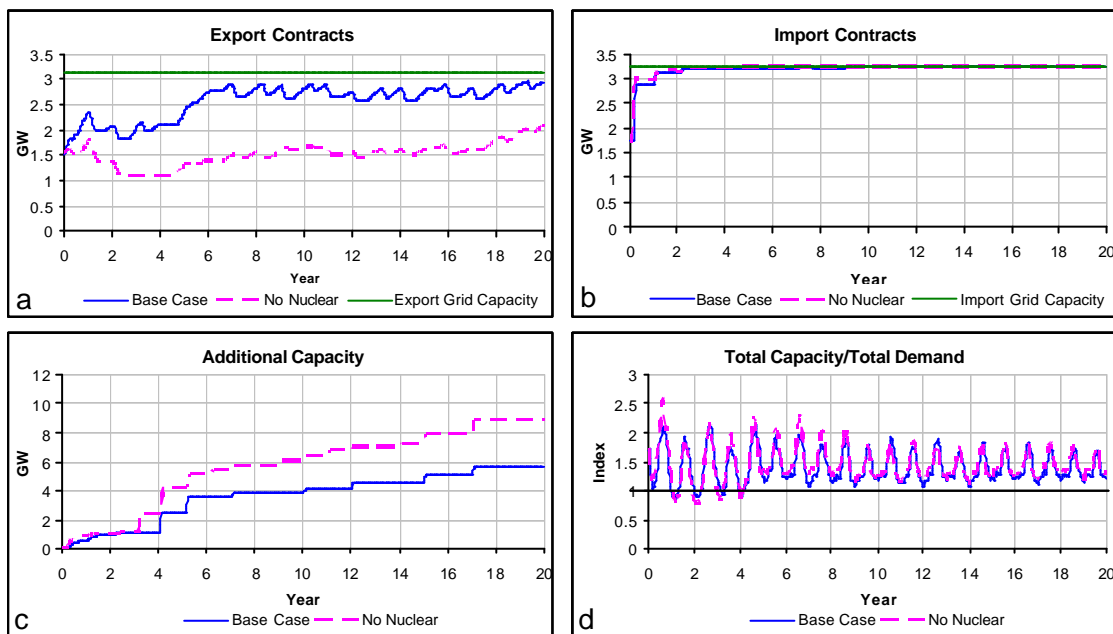 Export Contracts
3.5
3
2.5
2
1.5
1
0.5
0
GW
0 2 4 6 8 10 12 14 16 18 20
Year
a
Base Case No Nuclear Export Grid Capacity
Import Contracts
3.5
3
2.5
2
1.5
1
0.5
0
GW
0 2 4 6 8 10 12 14 16 18 20
Year
b
Base Case No Nuclear Import Grid Capacity
Additional Capacity
12
10
8
6
4
2
0
GW
0 2 4 6 8 10 12 14 16 18 20
Year
c
Base Case No Nuclear
Total Capacity/Total Demand
3
2.5
2
1.5
1
0.5
0
Index
0 2 4 6 8 10 12 14 16 18 20
Year
d
Base Case No Nuclear